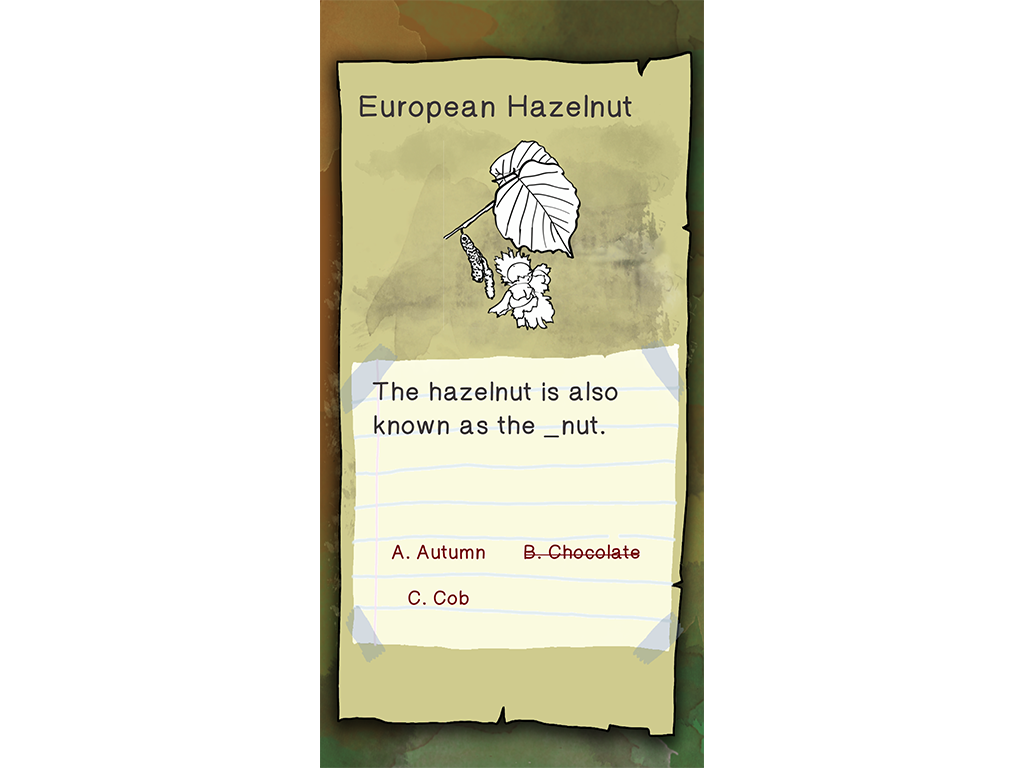 European Hazelnut
The hazelnut is also
known as the _nut.
A. Autumn
B. Chocolate
C. Cob